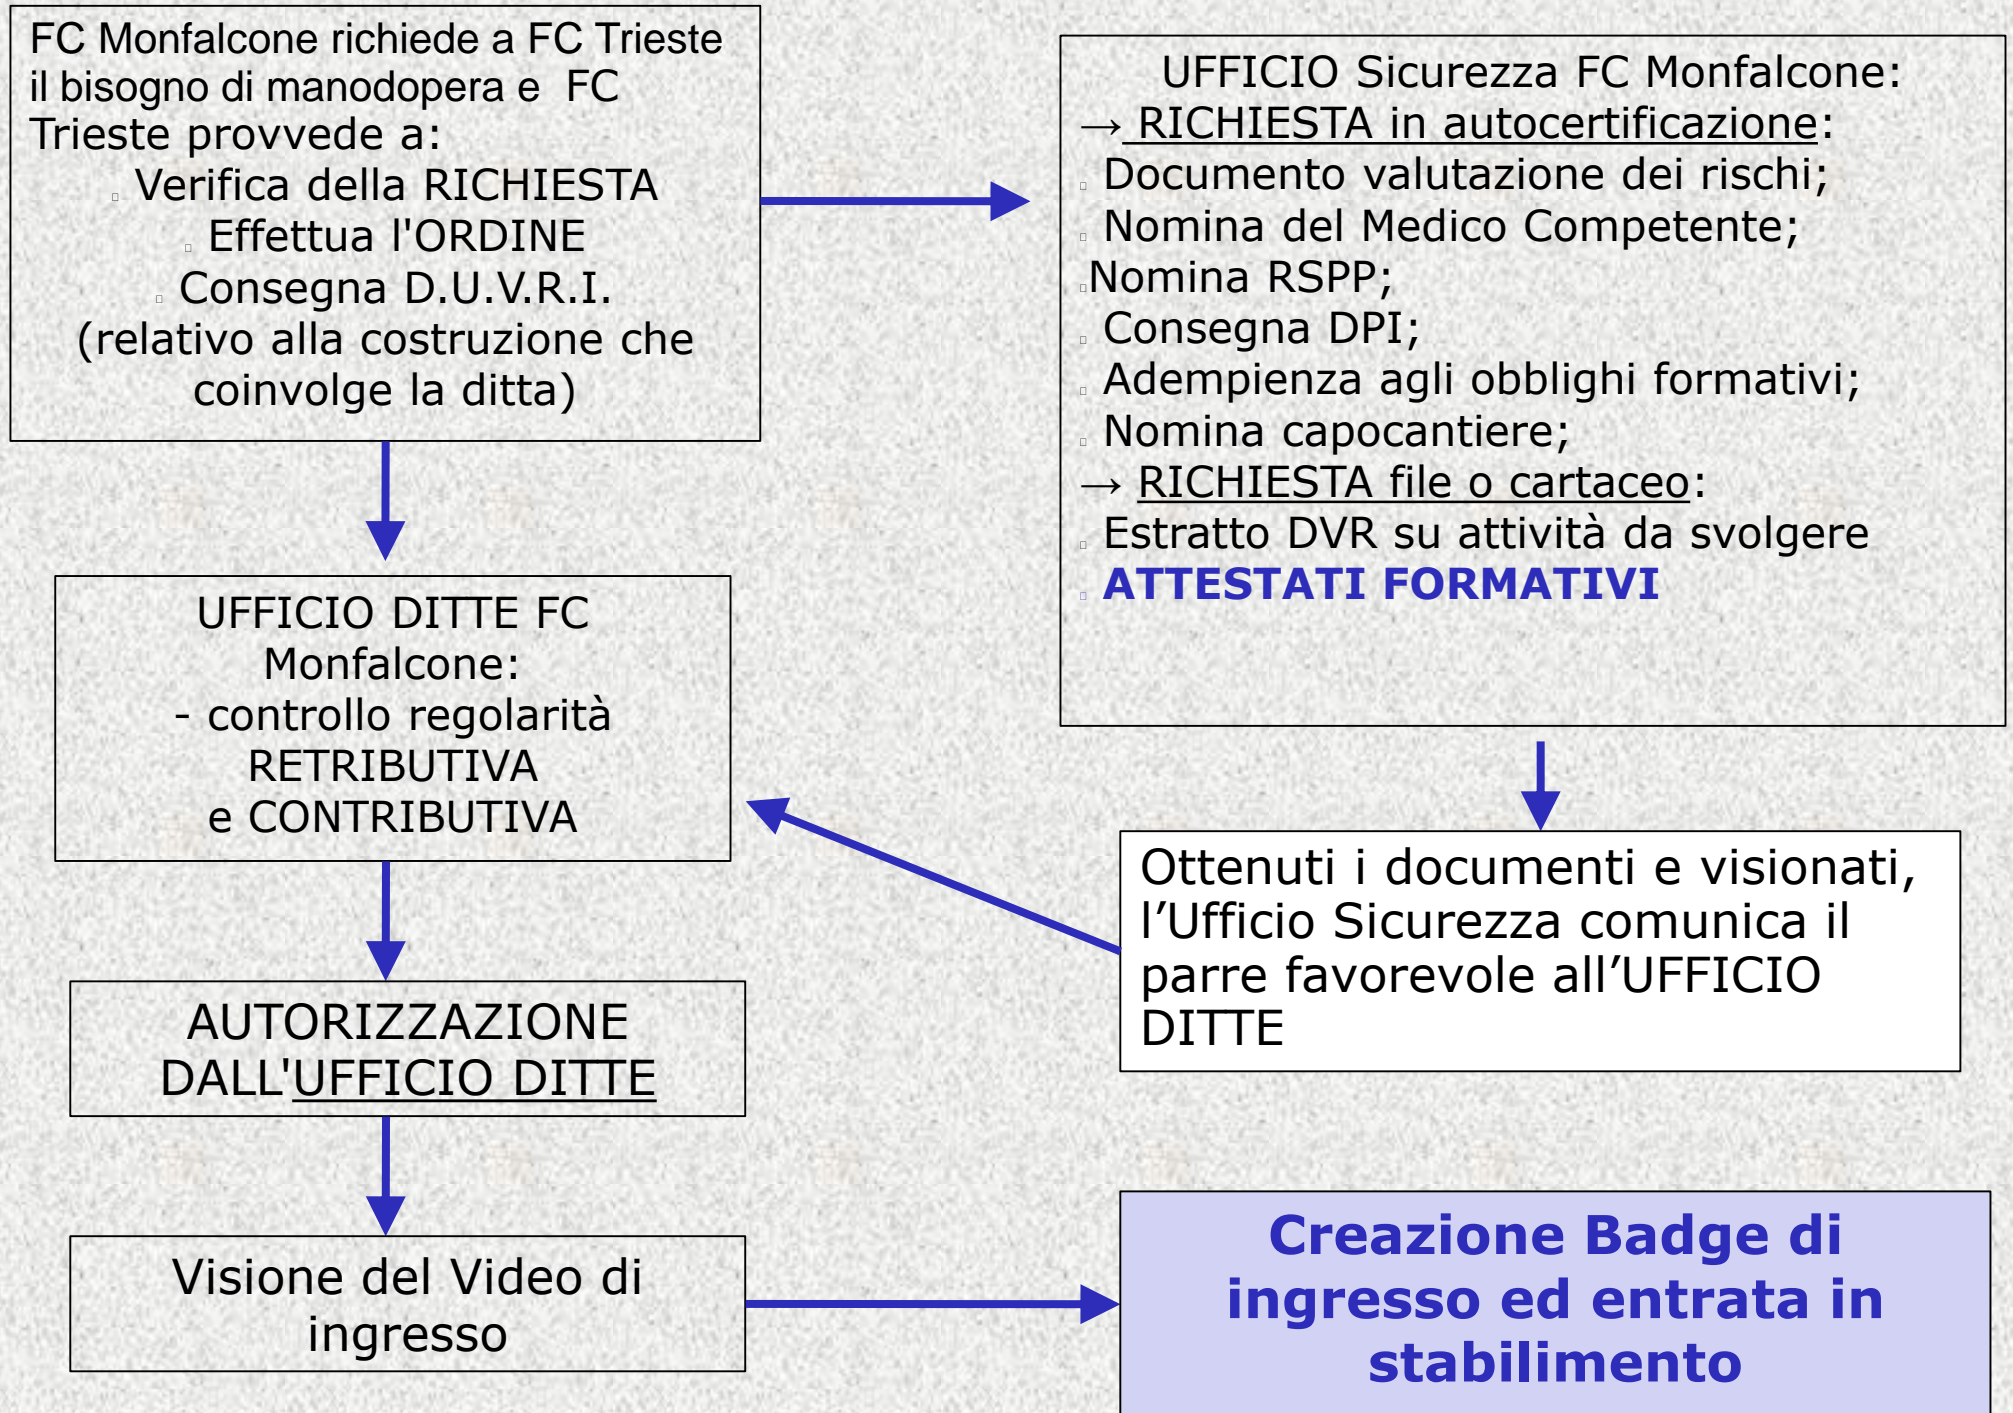 FC Monfalcone richiede a FC Trieste
il bisogno di manodopera e FC
Trieste provvede a:
Verifica della RICHIESTA
Effettua l'ORDINE
Consegna D.U.V.R.I.
(relativo alla costruzione che
coinvolge la ditta)
UFFICIO Sicurezza FC Monfalcone:
→ RICHIESTA in autocertificazione:
Documento valutazione dei rischi;
Nomina del Medico Competente;
Nomina RSPP;
Consegna DPI;
Adempienza agli obblighi formativi;
Nomina capocantiere;
→ RICHIESTA file o cartaceo:
Estratto DVR su attività da svolgere
ATTESTATI FORMATIVI
UFFICIO DITTE FC
Monfalcone:
- controllo regolarità
RETRIBUTIVA
e CONTRIBUTIVA
Ottenuti i documenti e visionati,
l’Ufficio Sicurezza comunica il
parre favorevole all’UFFICIO
DITTE
AUTORIZZAZIONE
DALL'UFFICIO DITTE
Visione del Video di
ingresso
Creazione Badge di
ingresso ed entrata in
stabilimento